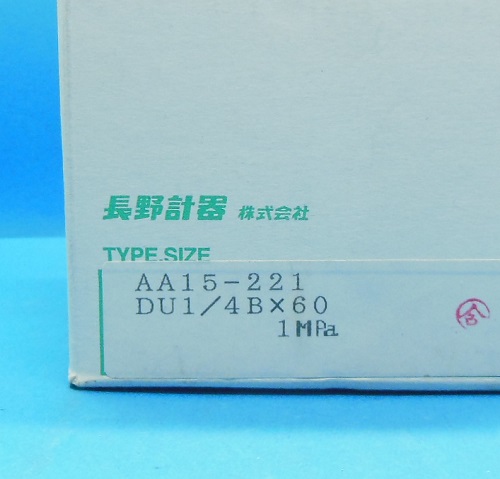 長野計器 株式会社
TYPE.SIZE
AA15-221
DU1/4B×60
1MPa
合